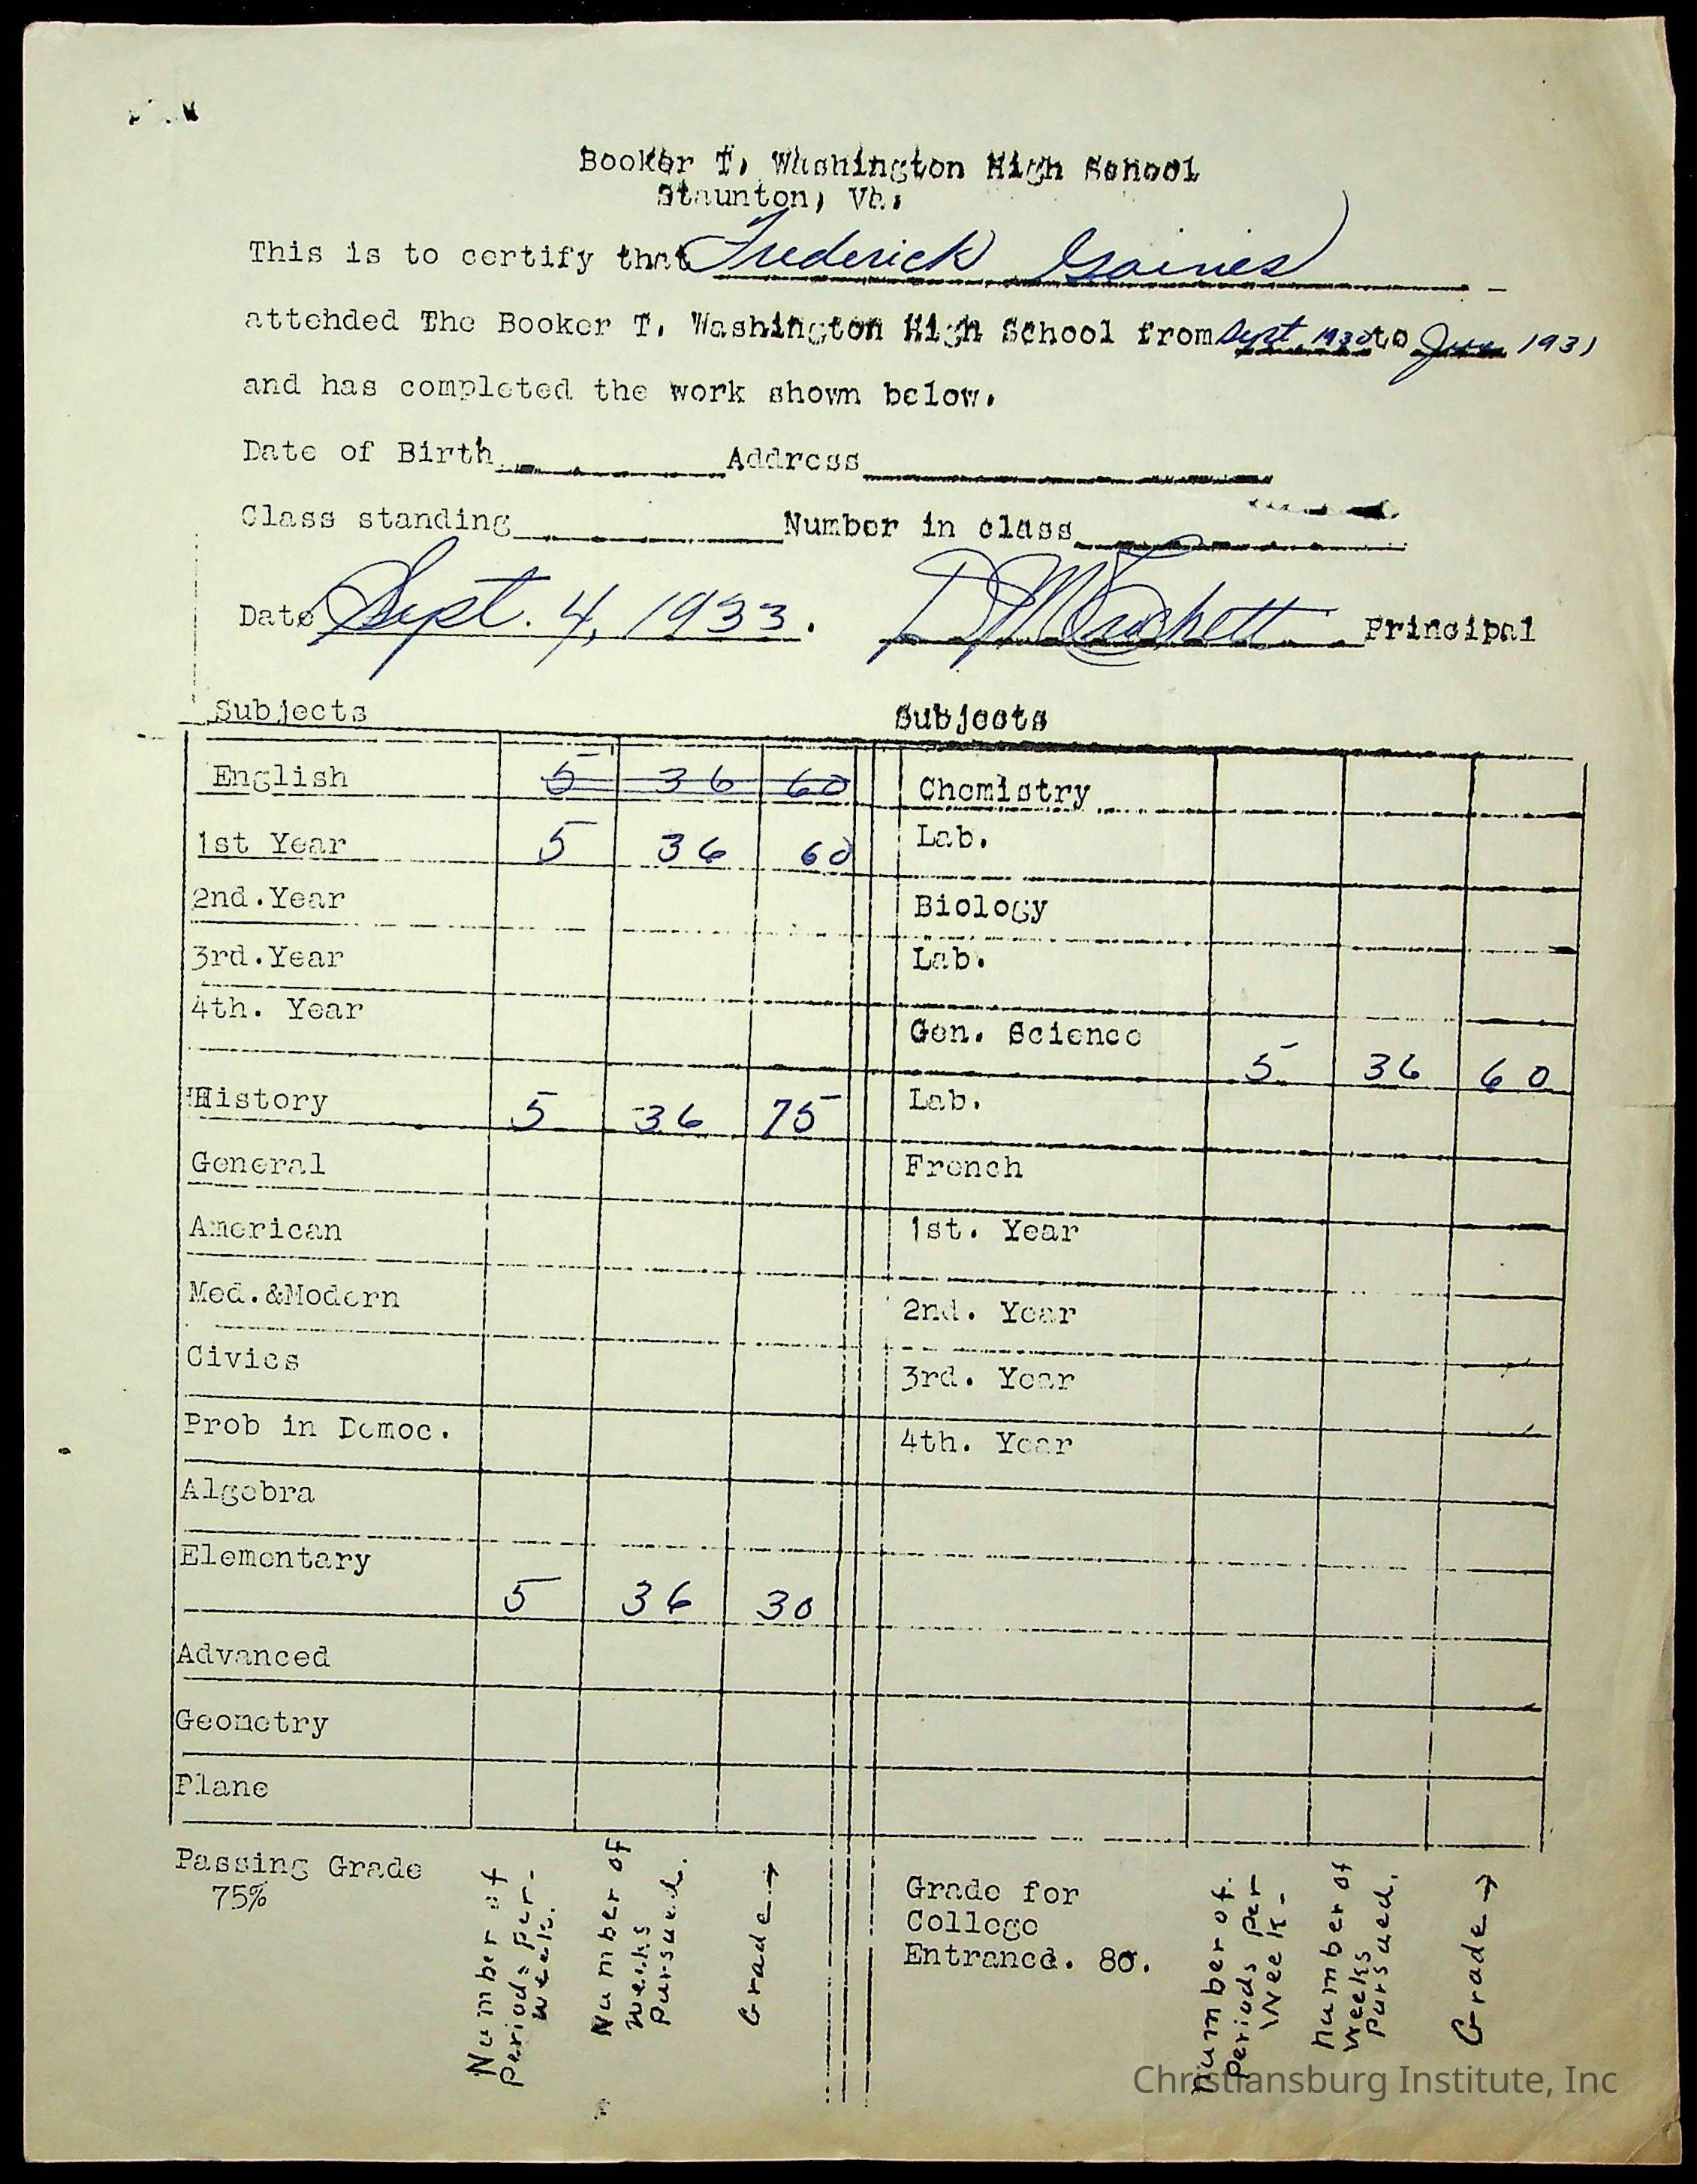 Booker T. Washington High School
Staunton, Va.
This is to certify that Frederick Gaines
attended The Booker T. Washington High School from Sept. 1930 to June 1931
and has completed the work shown below.
Date of Birth Address
Class standing Number in class
Date Sept. 4, 1933. Principal
Subjects Subjects
English 5 36 60 Chemistry
Lab.
1st Year 5 36 60
2nd. Year Biology
3rd. Year Lab.
4th. Year Gen. Science 5 36 60
History 5 36 75 Lab.
General French
American 1st. Year
Med. &Modern 2nd. Year
Civics 3rd. Year
Prob in Democ. 4th. Year
Algebra
Elementary 5 36 30
Advanced
Geometry
Plane
Passing Grade
75%
Number of
Periods Per-
Week.
Number of
Weeks
Pursued.
Grade→
Grade for
College
Entrance. 80.
Number of.
Periods Per
Week-
Number of
Weeks
Pursued.
Grade→
Christiansburg Institute, Inc